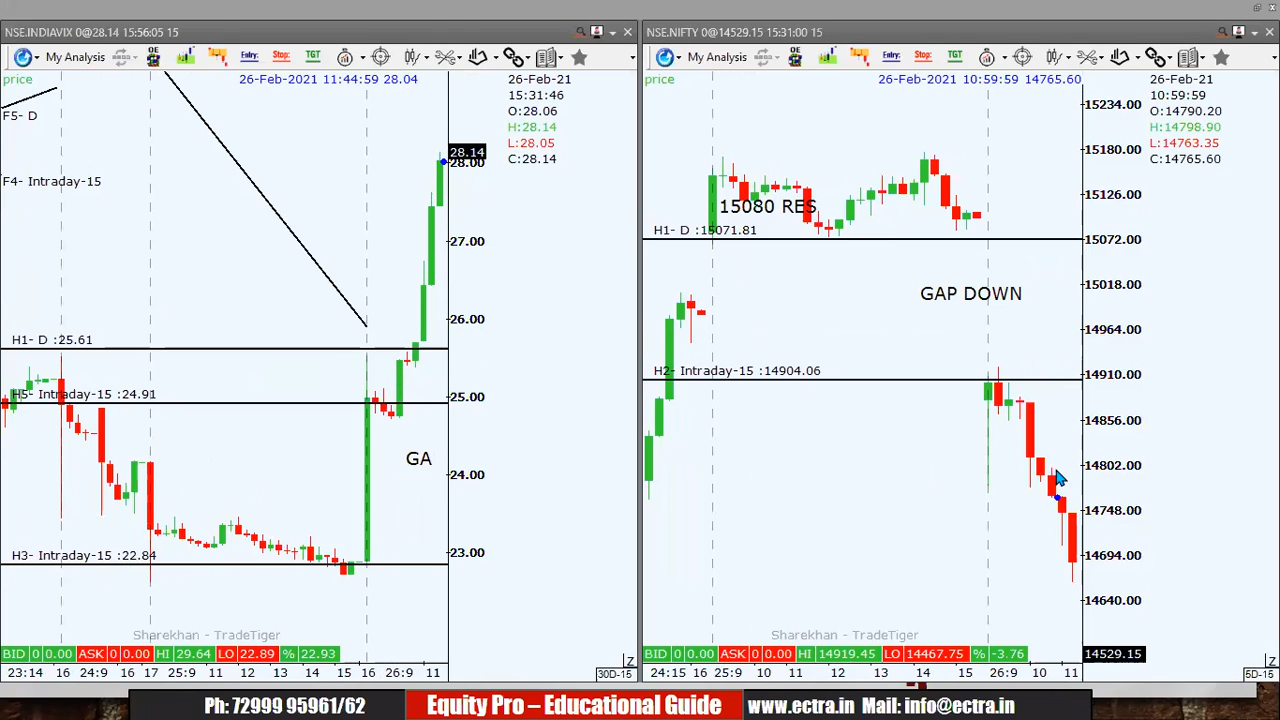 NSE.INDIAVIX 0@28.14 15:56:05 15
My Analysis
OE
Entry:
Stop:
TGT
price
26-Feb-2021 11:44:59 28.04
26-Feb-21
15:31:46
O:28.06
H:28.14
L:28.05
C:28.14
F5- D
F4- Intraday-15
28.14
28.00
27.00
26.00
25.00
24.00
23.00
H1- D :25.61
H5- Intraday-15 :24.91
GA
H3- Intraday-15 :22.84
Sharekhan - TradeTiger
BID 0 0.00 ASK 0 0.00 HI 29.64 LO 22.89 % 22.93
23:14 16 24:9 15 16 25:9 11 12 13 14 15 16 26:9 11
30D-15
Z
NSE.NIFTY 0@14529.15 15:31:00 15
My Analysis
OE
Entry:
Stop:
TGT
price
26-Feb-2021 10:59:59 14765.60
26-Feb-21
10:59:59
O:14790.20
H:14798.90
L:14763.35
C:14765.60
15234.00
15180.00
15126.00
15072.00
15018.00
14964.00
14910.00
14856.00
14802.00
14748.00
14694.00
14640.00
14529.15
15080 RES
H1- D :15071.81
GAP DOWN
H2- Intraday-15 :14904.06
Sharekhan - TradeTiger
BID 0 0.00 ASK 0 0.00 HI 14919.45 LO 14467.75 % -3.76
24:15 16 25:9 10 11 12 13 14 15 26:9 10 11
5D-15
Z
Ph: 72999 95961/62
Equity Pro – Educational Guide
www.ectra.in Mail: info@ectra.in